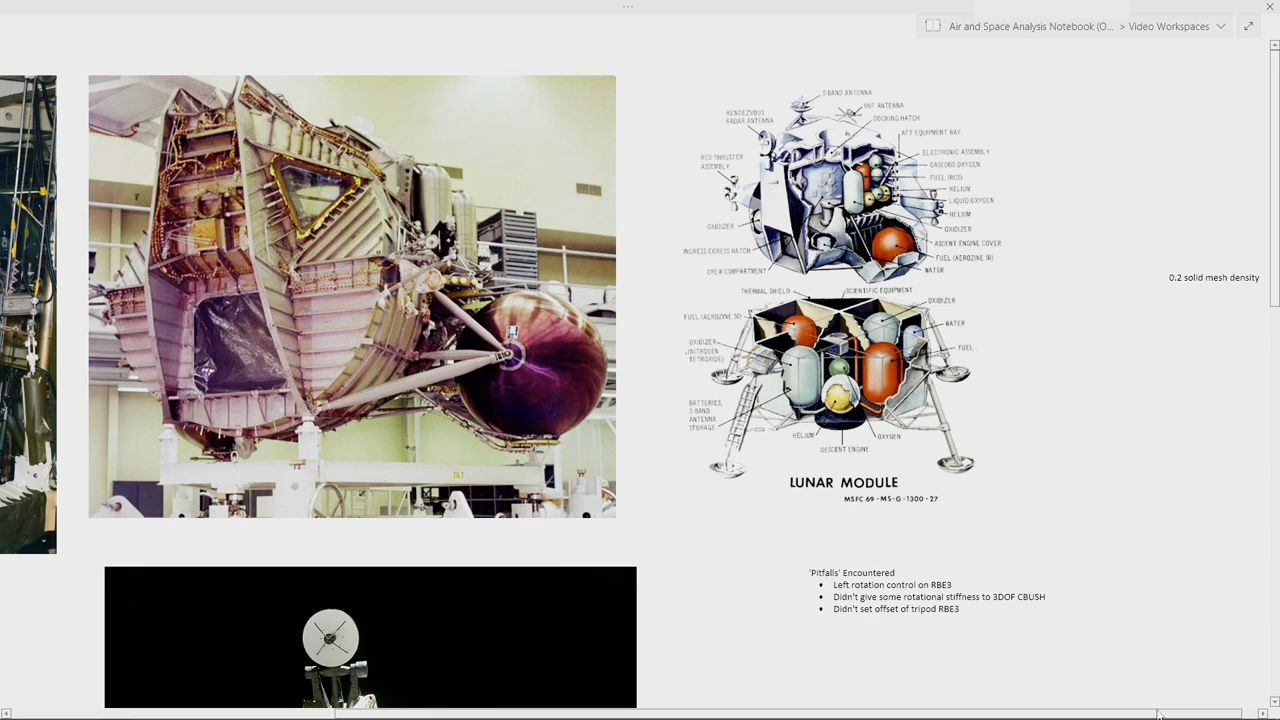 Air and Space Analysis Notebook (O... > Video Workspaces
S-BAND ANTENNA
VHF ANTENNA
RENDEZVOUS
RADAR ANTENNA
DOCKING HATCH
AFT EQUIPMENT BAY
ELECTRONIC ASSEMBLY
RCS THRUSTER
ASSEMBLY
GASEOUS OXYGEN
FUEL (RCS)
HELIUM
LIQUID OXYGEN
HELIUM
OXIDIZER
OXIDIZER
ASCENT ENGINE COVER
INGRESS EGRESS HATCH
FUEL (AEROZINE 50)
CREW COMPARTMENT
WATER
THERMAL SHIELD
SCIENTIFIC EQUIPMENT
OXIDIZER
FUEL (AEROZINE 50)
WATER
OXIDIZER
(NITROGEN
TETROXIDE)
FUEL
BATTERIES,
S-BAND
ANTENNA
STORAGE
HELIUM
OXYGEN
DESCENT ENGINE
LUNAR MODULE
MSFC 69-MS-G-1300-27
0.2 solid mesh density
'Pitfalls' Encountered
• Left rotation control on RBE3
• Didn't give some rotational stiffness to 3DOF CBUSH
• Didn't set offset of tripod RBE3